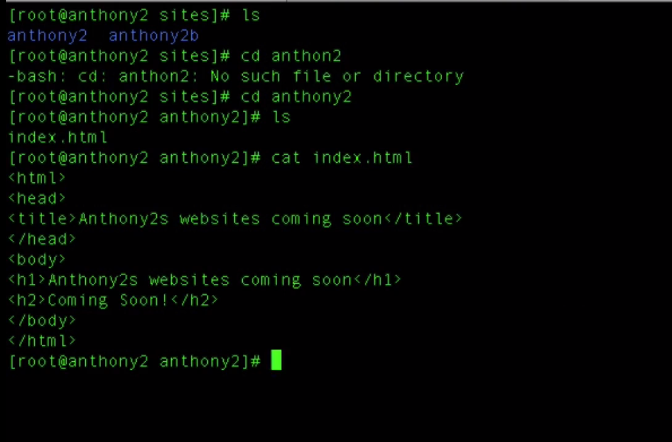 [root@anthony2 sites]# ls
anthony2  anthony2b
[root@anthony2 sites]# cd anthon2
-bash: cd: anthon2: No such file or directory
[root@anthony2 sites]# cd anthony2
[root@anthony2 anthony2]# ls
index.html
[root@anthony2 anthony2]# cat index.html
<html>
<head>
<title>Anthony2s websites coming soon</title>
</head>
<body>
<h1>Anthony2s websites coming soon</h1>
<h2>Coming Soon!</h2>
</body>
</html>
[root@anthony2 anthony2]#